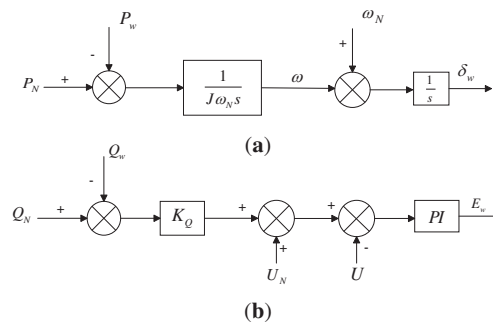 P_w
ω_N
-
+
P_N
+
1
Jω_N s
ω
1
s
δ_w
(a)
Q_w
-
Q_N
+
K_Q
+
+
U_N
+
-
U
PI
E_w
(b)